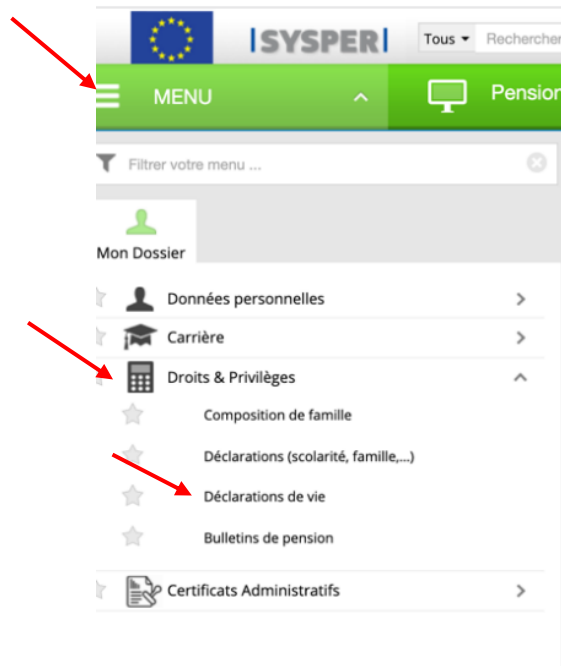 SYSPER
Tous
Rechercher
MENU
Pension
Filtrer votre menu ...
Mon Dossier
Données personnelles
Carrière
Droits & Privilèges
Composition de famille
Déclarations (scolarité, famille,...)
Déclarations de vie
Bulletins de pension
Certificats Administratifs